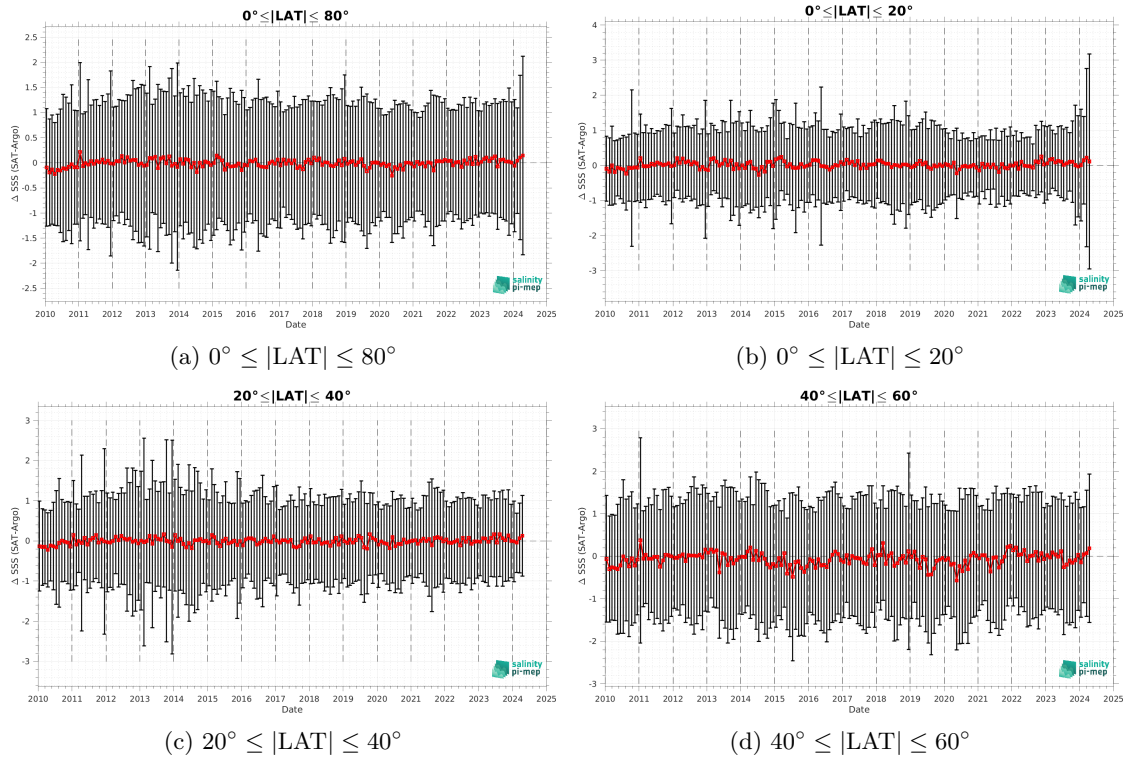 0°≤|LAT|≤ 80°
2.5
2
1.5
1
0.5
0
-0.5
-1
-1.5
-2
-2.5
Δ SSS (SAT-Argo)
2010 2011 2012 2013 2014 2015 2016 2017 2018 2019 2020 2021 2022 2023 2024 2025
Date
salinity
pi-mep
(a) 0° ≤ |LAT| ≤ 80°
0°≤|LAT|≤ 20°
4
3
2
1
0
-1
-2
-3
Δ SSS (SAT-Argo)
2010 2011 2012 2013 2014 2015 2016 2017 2018 2019 2020 2021 2022 2023 2024 2025
Date
salinity
pi-mep
(b) 0° ≤ |LAT| ≤ 20°
20°≤|LAT|≤ 40°
3
2
1
0
-1
-2
-3
Δ SSS (SAT-Argo)
2010 2011 2012 2013 2014 2015 2016 2017 2018 2019 2020 2021 2022 2023 2024 2025
Date
salinity
pi-mep
(c) 20° ≤ |LAT| ≤ 40°
40°≤|LAT|≤ 60°
3
2
1
0
-1
-2
-3
Δ SSS (SAT-Argo)
2010 2011 2012 2013 2014 2015 2016 2017 2018 2019 2020 2021 2022 2023 2024 2025
Date
salinity
pi-mep
(d) 40° ≤ |LAT| ≤ 60°